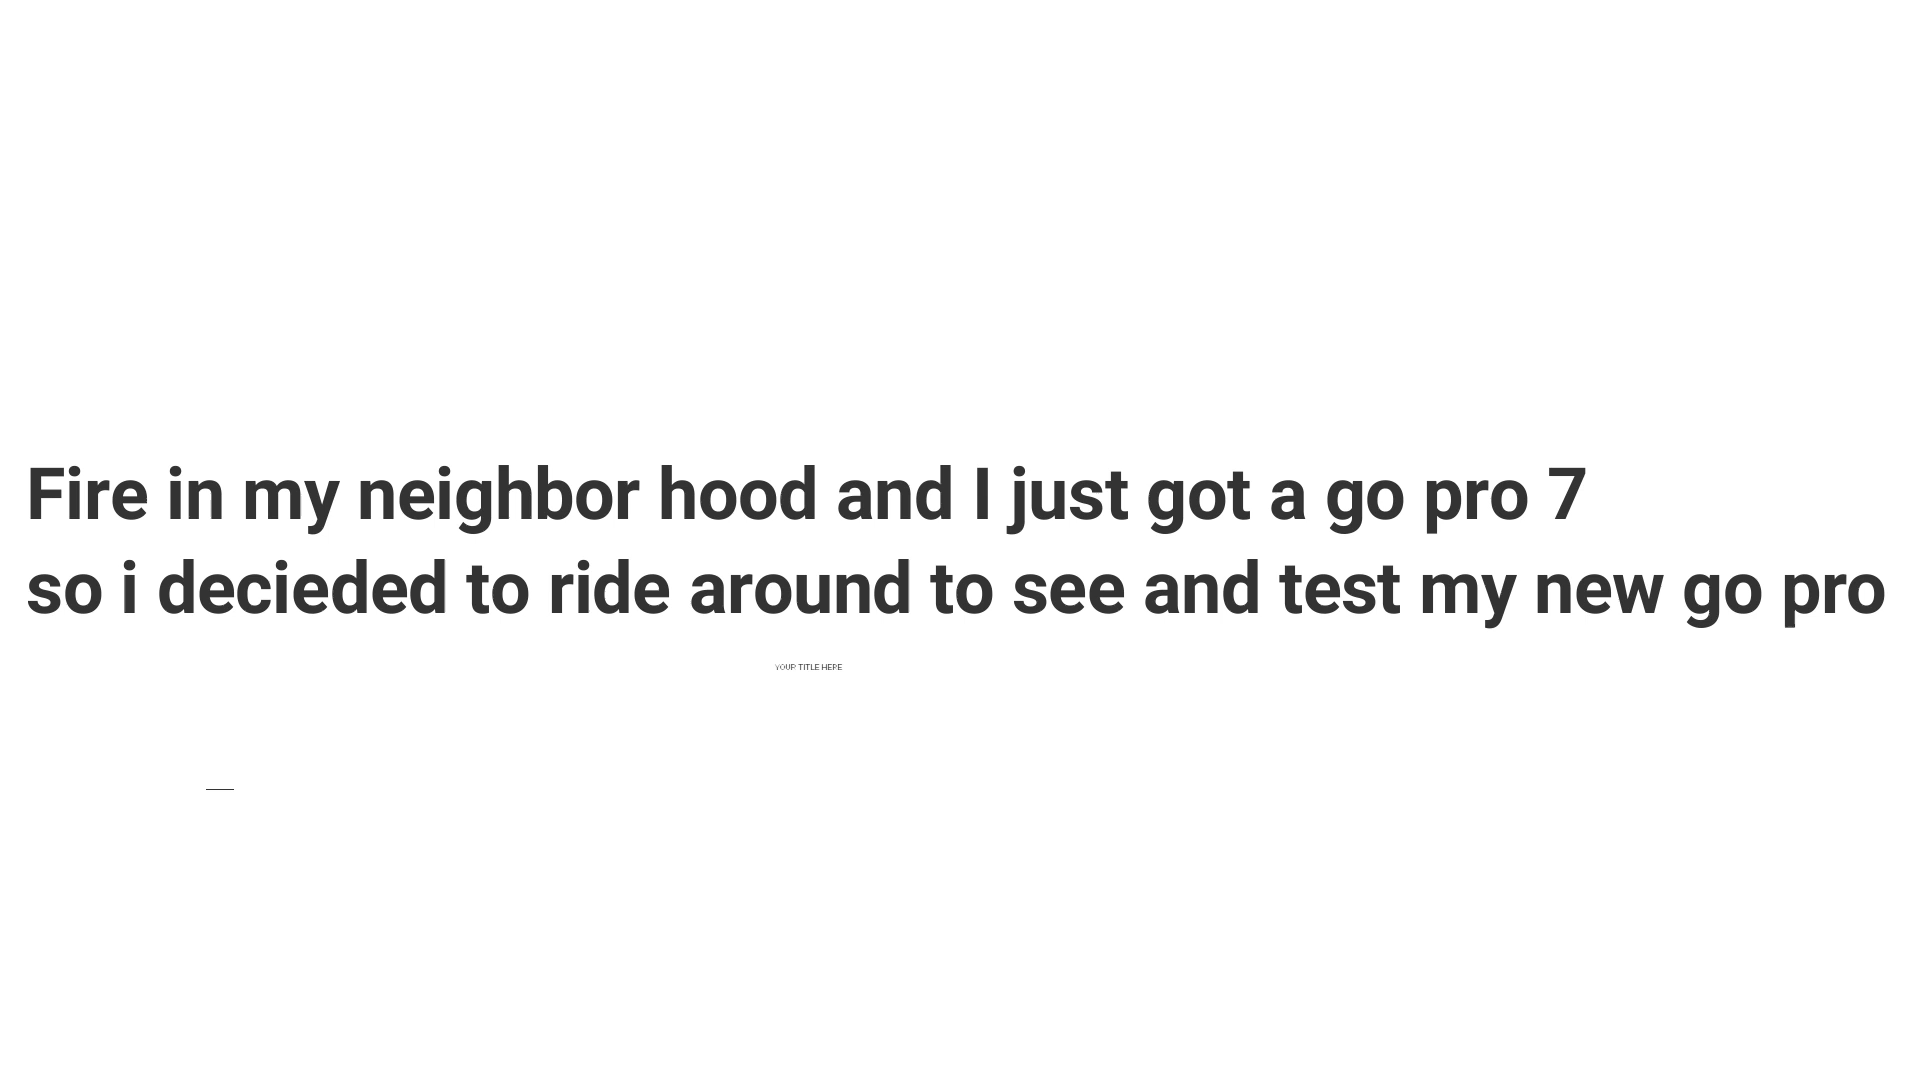 Fire in my neighbor hood and I just got a go pro 7
so i decieded to ride around to see and test my new go pro
YOUR TITLE HERE